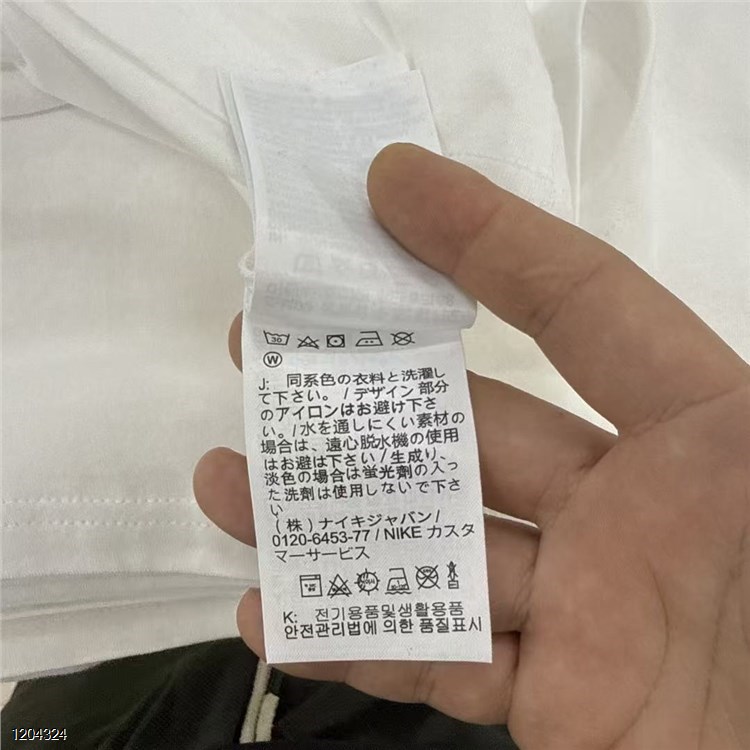 30
W
J: 同系色の衣料と洗濯し
て下さい。 / デザイン 部分
のアイロンはお避け下さ
い。/水を通しにくい素材の
場合は、遠心脱水機の使用
はお避は下さい / 生成り、
淡色の場合は蛍光剤の入っ
た洗剤は使用しないで下さ
い
(株) ナイキジャパン /
0120-6453-77 / NIKE カスタ
マーサービス
K: 전기용품및생활용품
안전관리법에 의한 품질표시
1204324